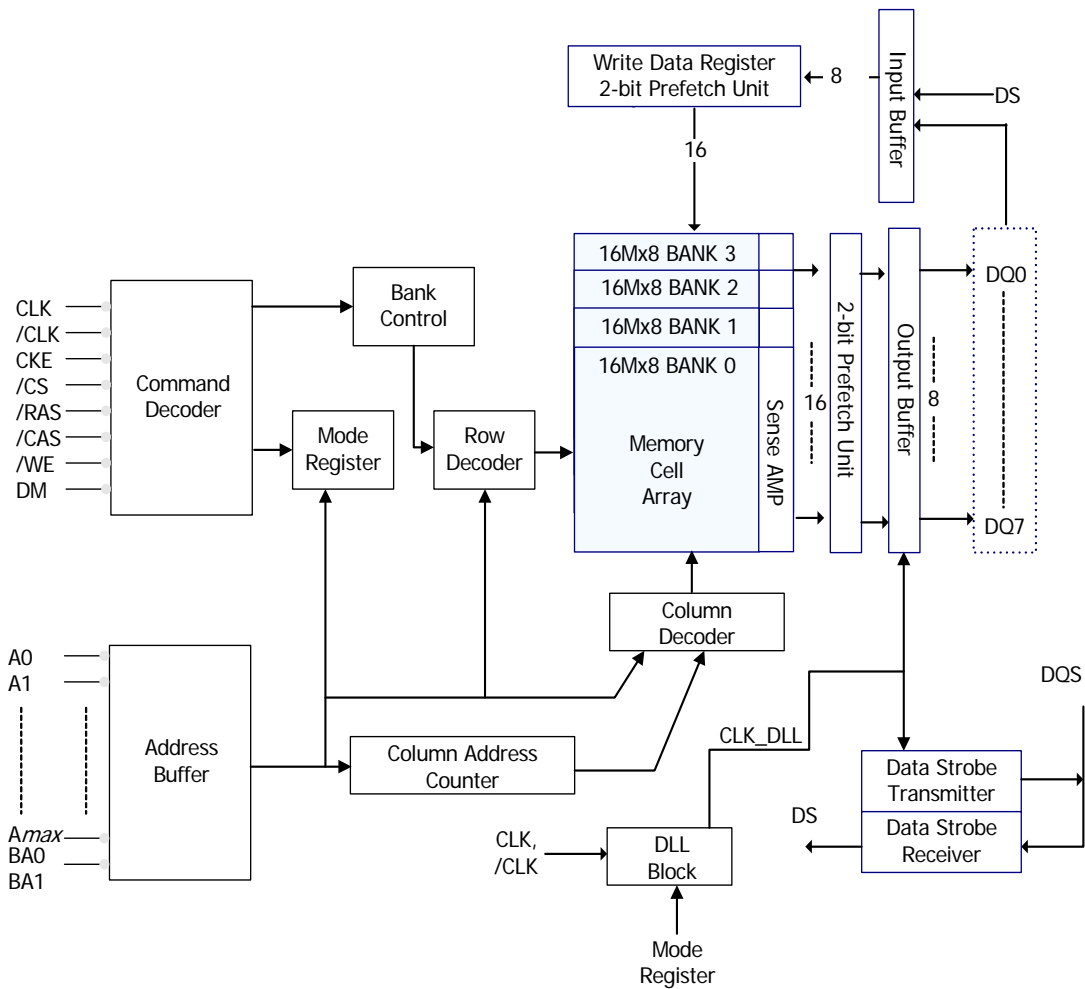 Write Data Register
2-bit Prefetch Unit
8
Input Buffer
DS
16
16Mx8 BANK 3
16Mx8 BANK 2
16Mx8 BANK 1
16Mx8 BANK 0
Memory
Cell
Array
Sense AMP
16
2-bit Prefetch Unit
Output Buffer
8
DQ0
DQ7
CLK
/CLK
CKE
/CS
/RAS
/CAS
/WE
DM
Command
Decoder
Bank
Control
Mode
Register
Row
Decoder
Column
Decoder
A0
A1
Amax
BA0
BA1
Address
Buffer
Column Address
Counter
CLK_DLL
CLK,
/CLK
DLL
Block
Mode
Register
DQS
Data Strobe
Transmitter
DS
Data Strobe
Receiver